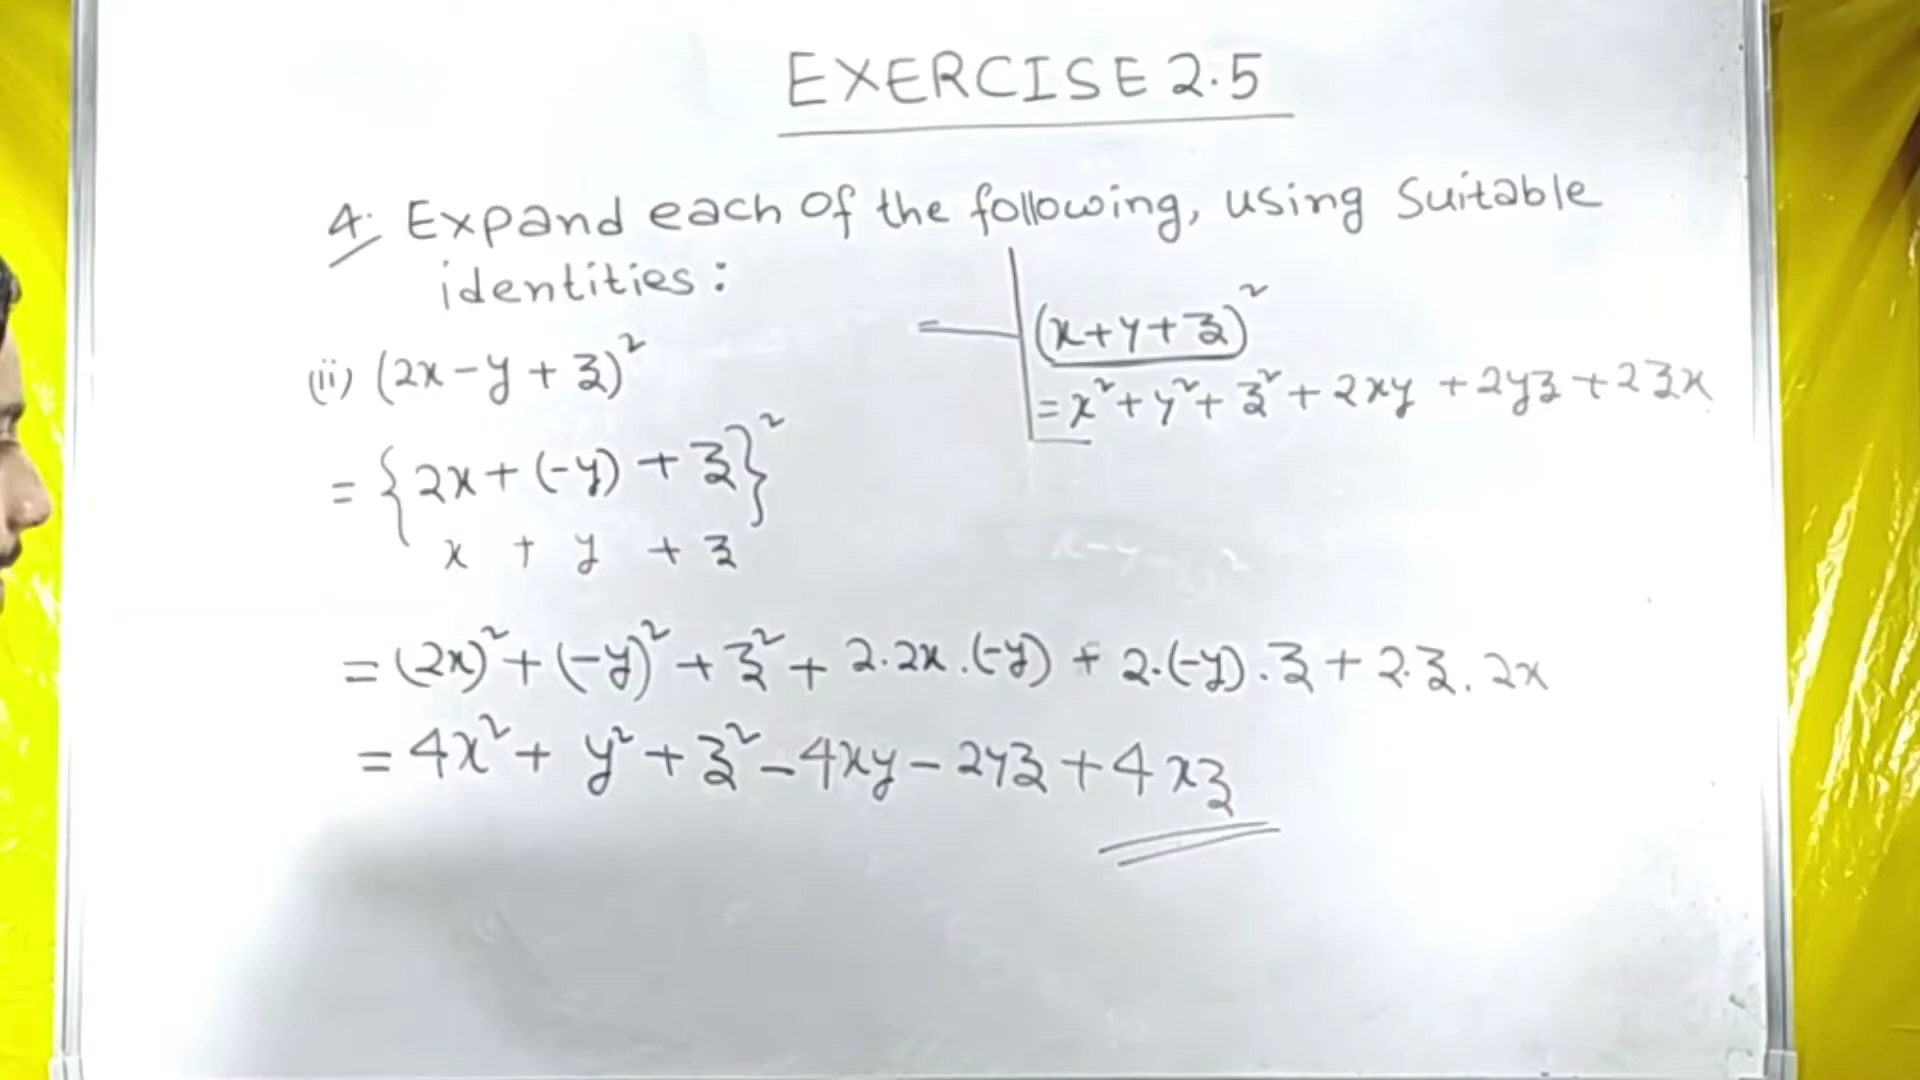 EXERCISE 2.5
4. Expand each of the following, using Suitable
identities:
(x+y+z)²
= x²+y²+z²+2xy+2yz+2zx
(ii) (2x-y+z)²
= {2x+(-y)+z}²
x + y + z
= (2x)²+(-y)²+z²+2.2x.(-y)+2.(-y).z+2.z.2x
= 4x²+y²+z²-4xy-2yz+4xz